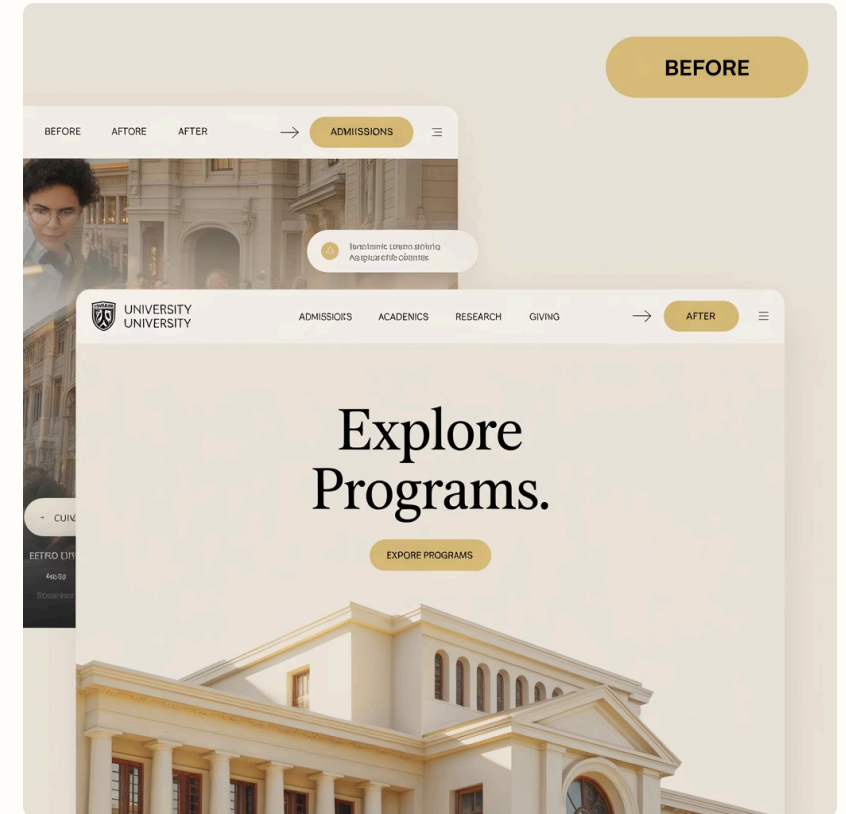 BEFORE
BEFORE AFTORE AFTER → ADMIISSIONS
UNIVERSITY
UNIVERSITY
ADMISSIOIS ACADENICS RESEARCH GIVING → AFTER
Explore
Programs.
EXPORE PROGRAMS